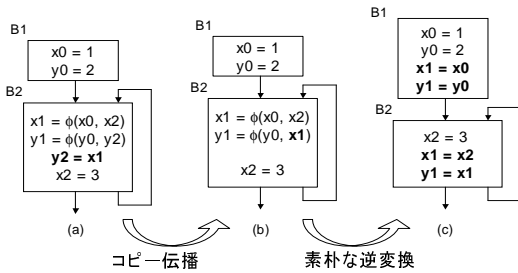 B1
x0 = 1
y0 = 2
B2
x1 = ϕ(x0, x2)
y1 = ϕ(y0, y2)
y2 = x1
x2 = 3
(a)
B1
x0 = 1
y0 = 2
B2
x1 = ϕ(x0, x2)
y1 = ϕ(y0, x1)
x2 = 3
(b)
B1
x0 = 1
y0 = 2
x1 = x0
y1 = y0
B2
x2 = 3
x1 = x2
y1 = x1
(c)
コピー伝播
素朴な逆変換